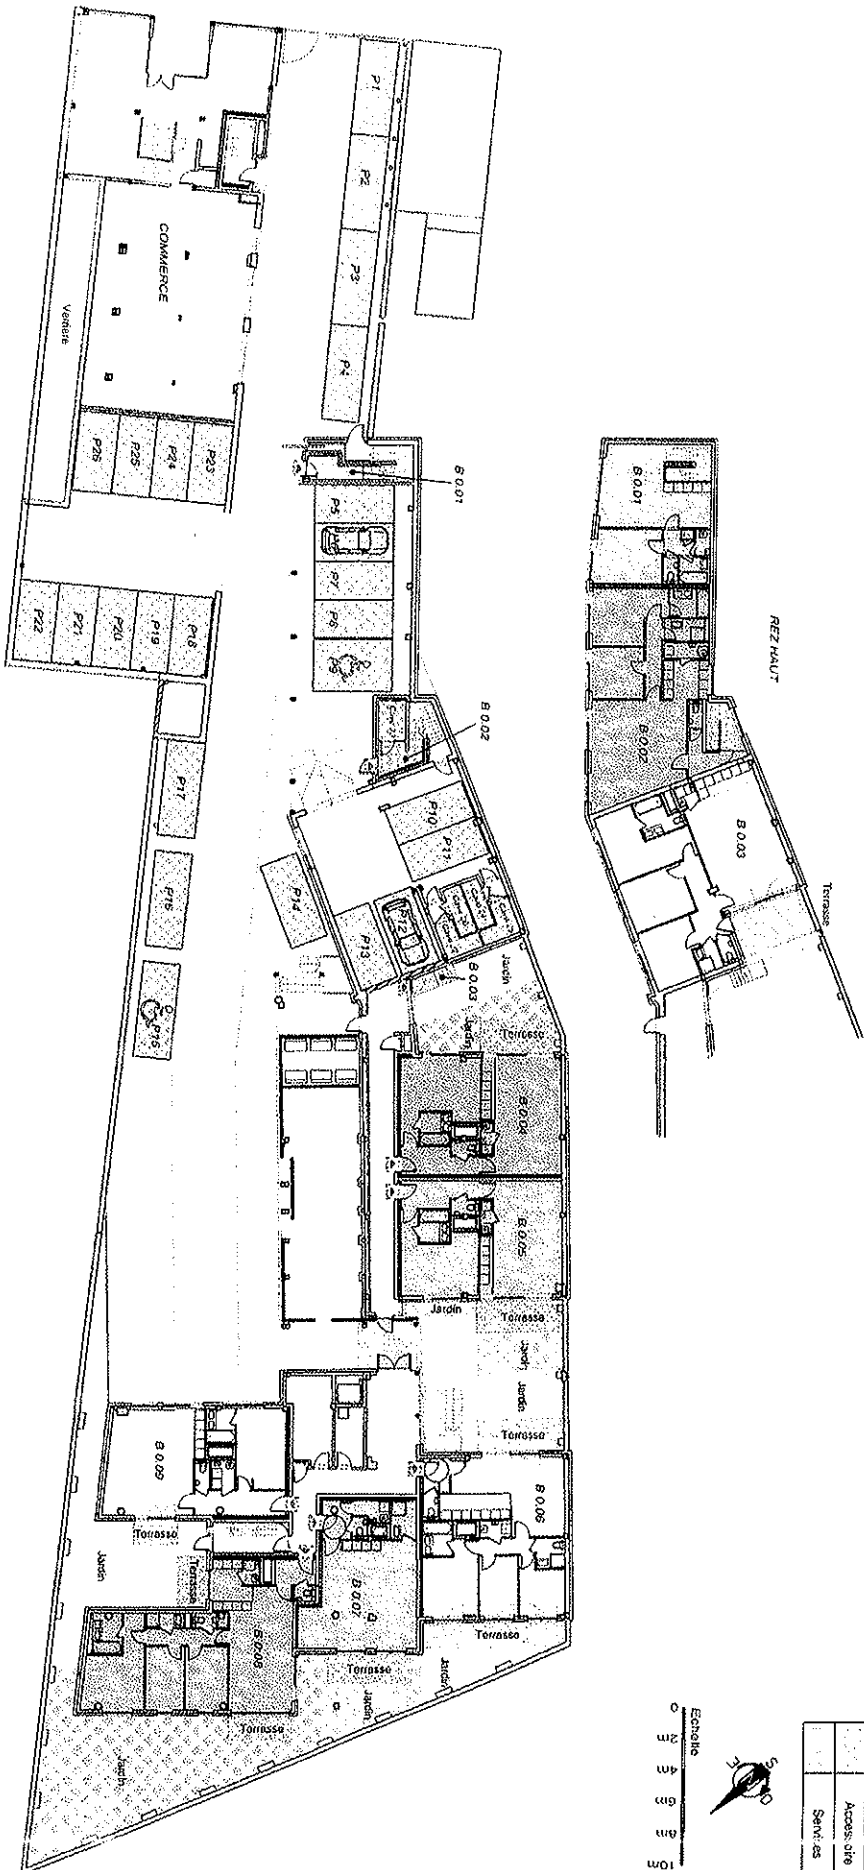 P1
P2
P3
P4
COMMERCE
Verrière
P26
P25
P24
P23
B 0.01
P5
P7
P8
P9
P22
P21
P20
P19
P18
B 0.02
P17
P16
P15
P10
P11
P12
P13
P14
B 0.03
Jardin
Jardin
Terrasse
B 0.04
B 0.05
Jardin
Terrasse
Jardin
Jardin
Terrasse
B 0.06
Terrasse
B 0.09
Terrasse
Jardin
Terrasse
B 0.07
Terrasse
Jardin
Jardin
B 0.08
Terrasse
Jardin
REZ HAUT
B 0.01
B 0.02
B 0.03
Terrasse
Accessoire
Services
S
O
E
Echelle
0 2m 4m 6m 8m 10m